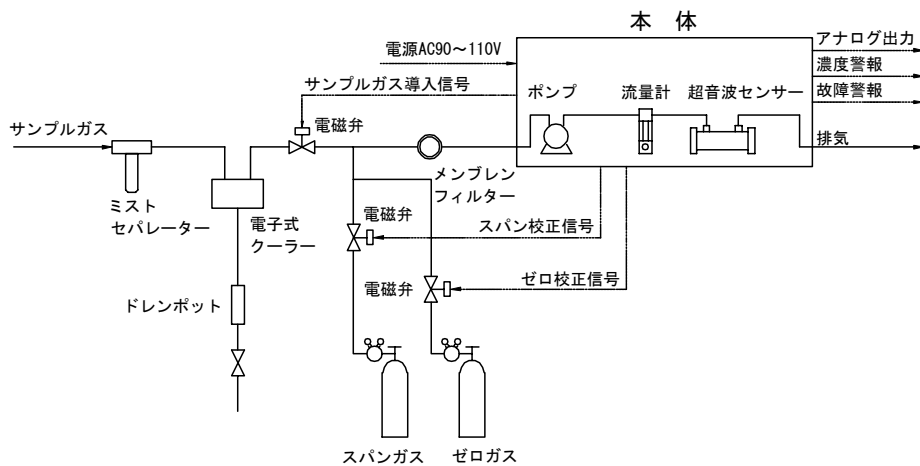 本 体
電源AC90～110V
アナログ出力
濃度警報
故障警報
サンプルガス導入信号
ポンプ
流量計
超音波センサー
サンプルガス
電磁弁
排気
メンブレン
フィルター
ミスト
セパレーター
電子式
クーラー
電磁弁
スパン校正信号
電磁弁
ゼロ校正信号
ドレンポット
スパンガス
ゼロガス